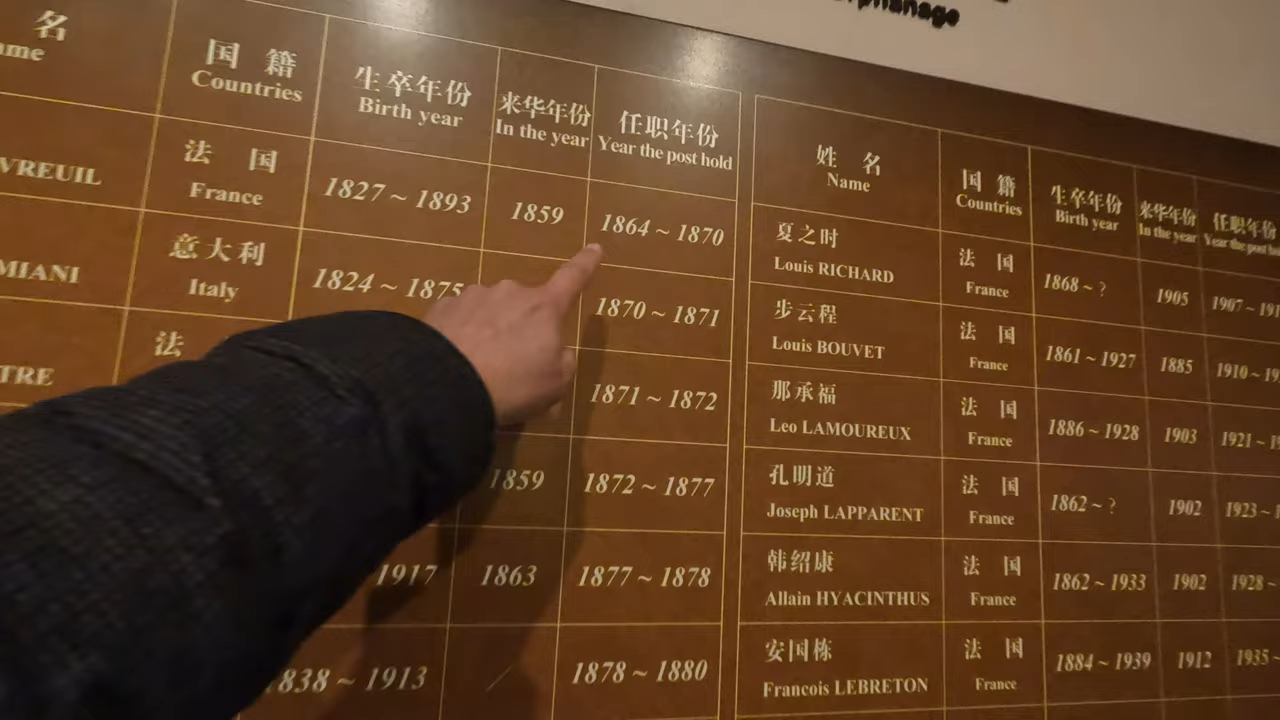 名
国 籍
Countries
生卒年份
Birth year
来华年份
In the year
任职年份
Year the post hold
法 国
France
1827 ~ 1893
1859
1864 ~ 1870
意大利
Italy
1824 ~ 1875
1870 ~ 1871
法
1871 ~ 1872
1859
1872 ~ 1877
1917
1863
1877 ~ 1878
1838 ~ 1913
1878 ~ 1880
姓 名
Name
国 籍
Countries
生卒年份
Birth year
来华年份
In the year
任职年份
Year the post
夏之时
Louis RICHARD
法 国
France
1868 ~ ?
1905
1907 ~
步云程
Louis BOUVET
法 国
France
1861 ~ 1927
1885
1910 ~
那承福
Leo LAMOUREUX
法 国
France
1886 ~ 1928
1903
1921 ~
孔明道
Joseph LAPPARENT
法 国
France
1862 ~ ?
1902
1923 ~
韩绍康
Allain HYACINTHUS
法 国
France
1862 ~ 1933
1902
1928 ~
安国栋
Francois LEBRETON
法 国
France
1884 ~ 1939
1912
1935 ~